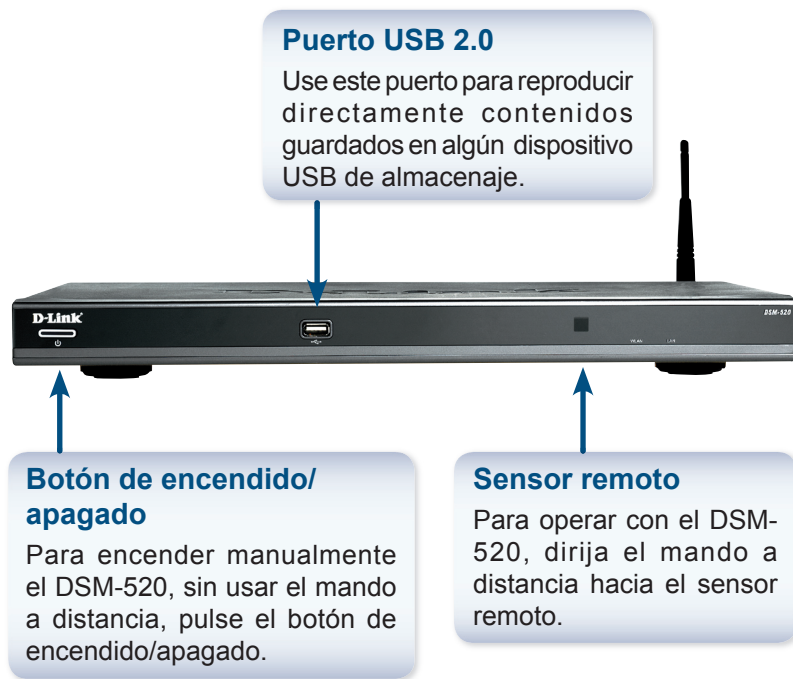 Puerto USB 2.0
Use este puerto para reproducir
directamente contenidos
guardados en algún dispositivo
USB de almacenaje.
D-Link
DSM-520
WLAN
LAN
Botón de encendido/
apagado
Para encender manualmente
el DSM-520, sin usar el mando
a distancia, pulse el botón de
encendido/apagado.
Sensor remoto
Para operar con el DSM-
520, dirija el mando a
distancia hacia el sensor
remoto.